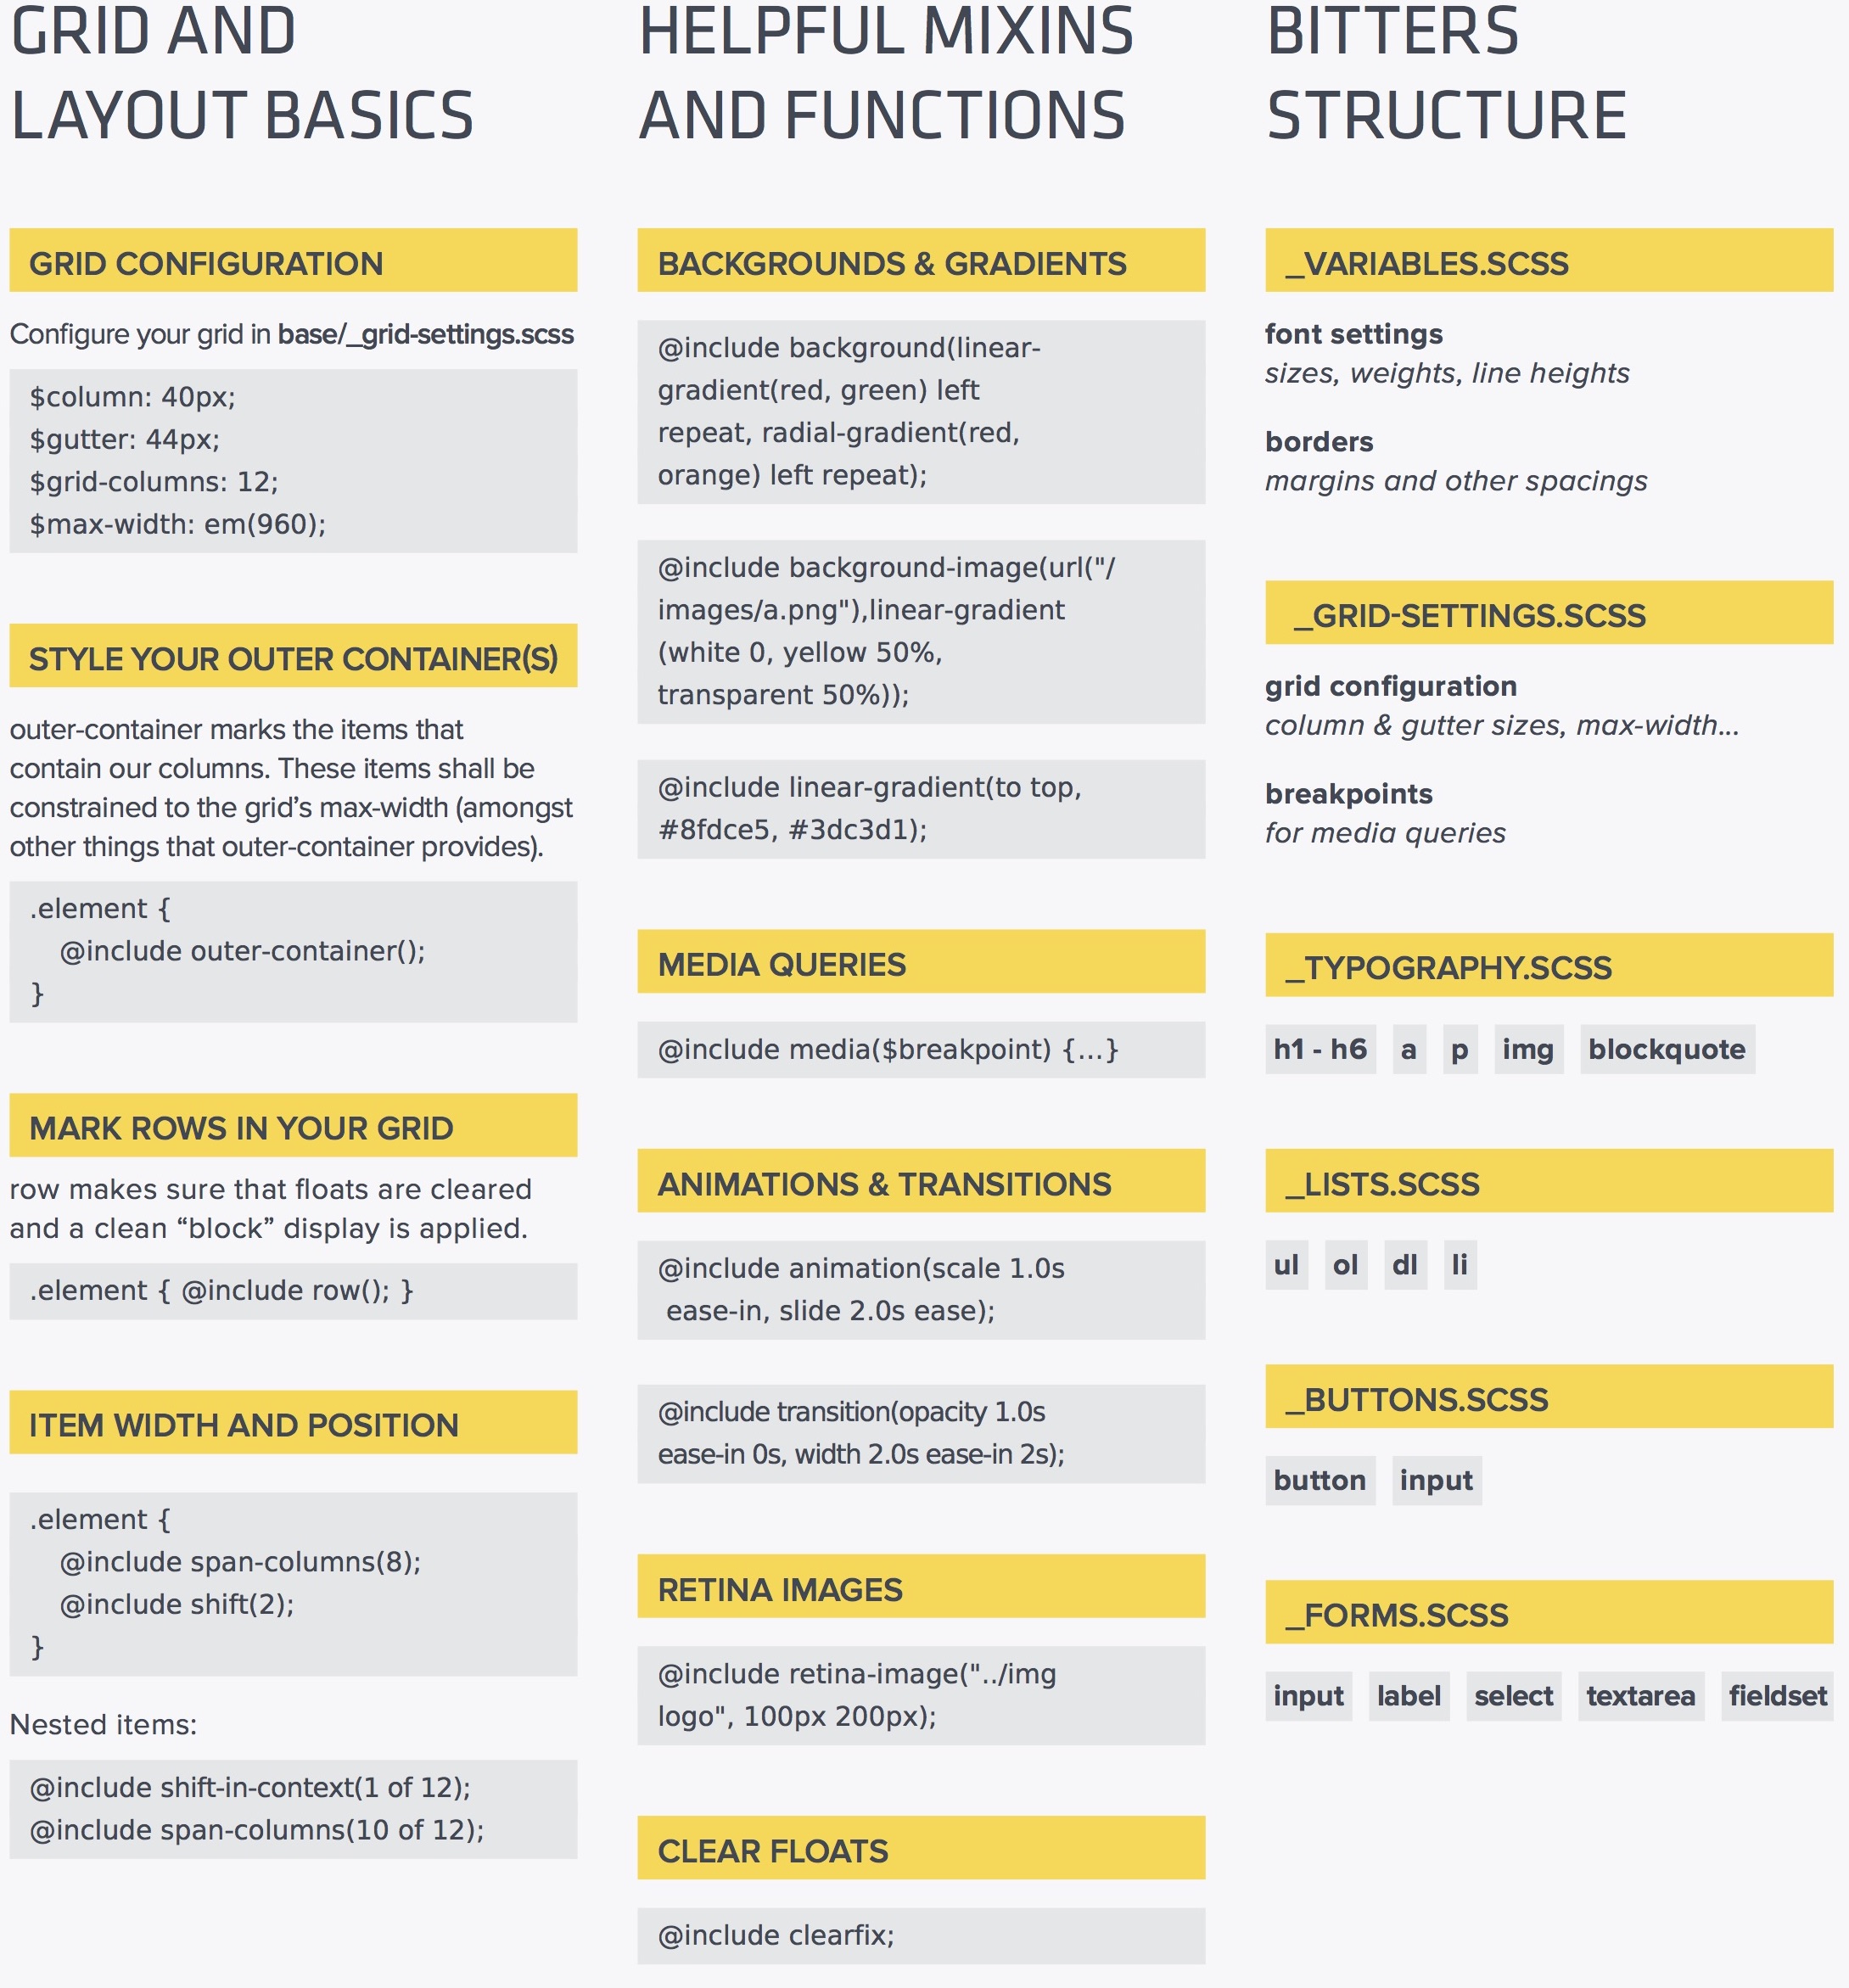 GRID AND
LAYOUT BASICS
GRID CONFIGURATION
Configure your grid in base/_grid-settings.scss
$column: 40px;
$gutter: 44px;
$grid-columns: 12;
$max-width: em(960);
STYLE YOUR OUTER CONTAINER(S)
outer-container marks the items that
contain our columns. These items shall be
constrained to the grid’s max-width (amongst
other things that outer-container provides).
.element {
@include outer-container();
}
MARK ROWS IN YOUR GRID
row makes sure that floats are cleared
and a clean “block” display is applied.
.element { @include row(); }
ITEM WIDTH AND POSITION
.element {
@include span-columns(8);
@include shift(2);
}
Nested items:
@include shift-in-context(1 of 12);
@include span-columns(10 of 12);
HELPFUL MIXINS
AND FUNCTIONS
BACKGROUNDS & GRADIENTS
@include background(linear-
gradient(red, green) left
repeat, radial-gradient(red,
orange) left repeat);
@include background-image(url("/
images/a.png"),linear-gradient
(white 0, yellow 50%,
transparent 50%));
@include linear-gradient(to top,
#8fdce5, #3dc3d1);
MEDIA QUERIES
@include media($breakpoint) {...}
ANIMATIONS & TRANSITIONS
@include animation(scale 1.0s
ease-in, slide 2.0s ease);
@include transition(opacity 1.0s
ease-in 0s, width 2.0s ease-in 2s);
RETINA IMAGES
@include retina-image("../img
logo", 100px 200px);
CLEAR FLOATS
@include clearfix;
BITTERS
STRUCTURE
_VARIABLES.SCSS
font settings
sizes, weights, line heights
borders
margins and other spacings
_GRID-SETTINGS.SCSS
grid configuration
column & gutter sizes, max-width...
breakpoints
for media queries
_TYPOGRAPHY.SCSS
h1 - h6 a p img blockquote
_LISTS.SCSS
ul ol dl li
_BUTTONS.SCSS
button input
_FORMS.SCSS
input label select textarea fieldset